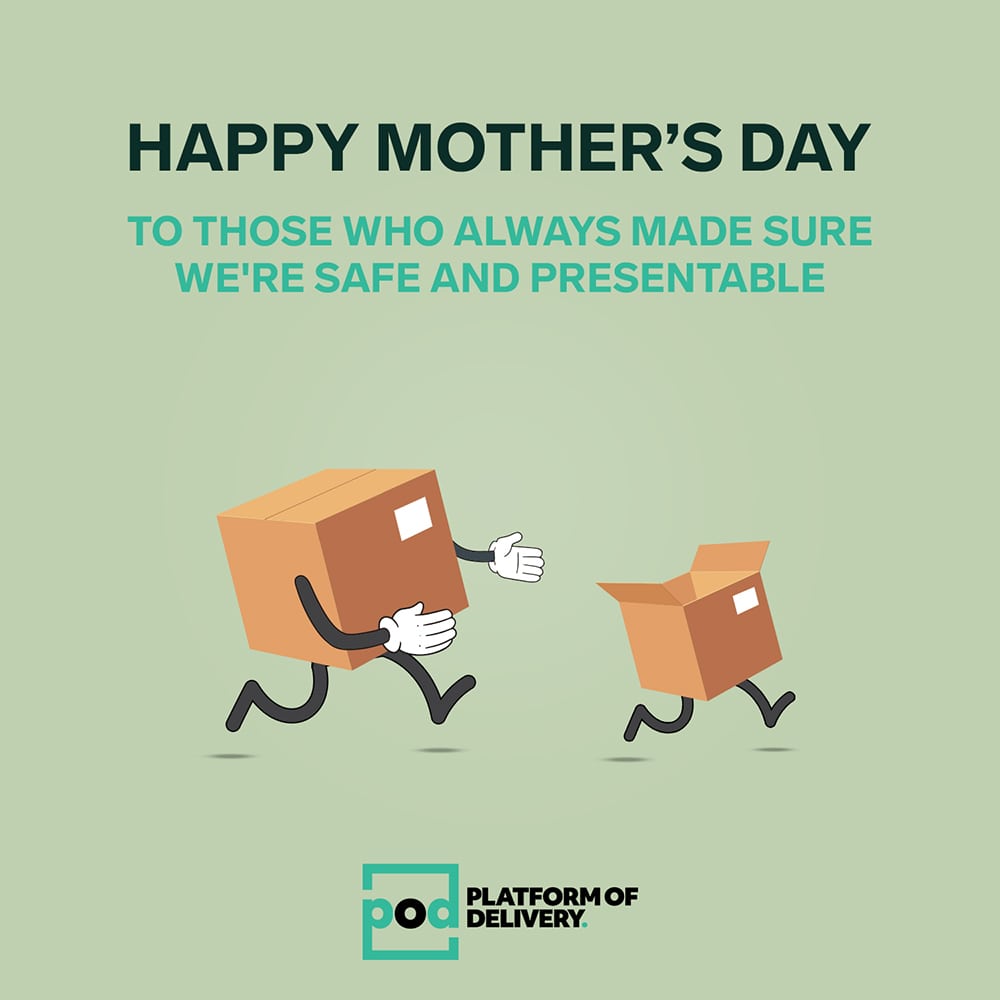 HAPPY MOTHER’S DAY
TO THOSE WHO ALWAYS MADE SURE
WE'RE SAFE AND PRESENTABLE
pod
PLATFORM OF
DELIVERY.